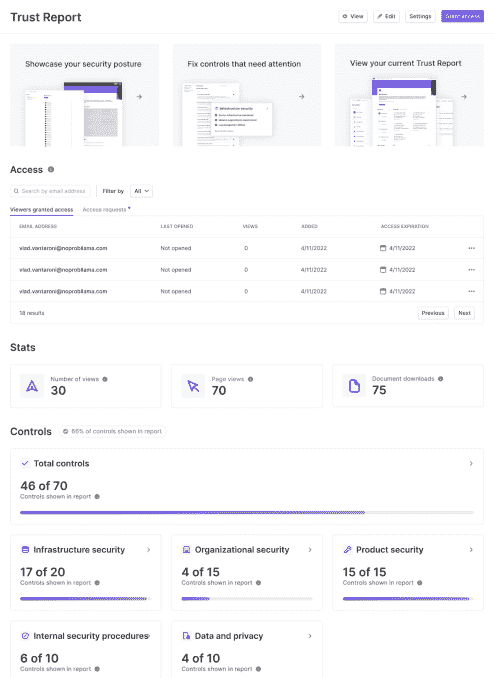 Trust Report
View
Edit
Settings
Grant access
Showcase your security posture
Fix controls that need attention
View your current Trust Report
Infrastructure security
Access
Search by email address
Filter by
All
Viewers granted access
Access requests
EMAIL ADDRESS LAST OPENED VIEWS ADDED ACCESS EXPIRATION
vlad.vantaroni@noprobllama.com Not opened 0 4/11/2022 4/11/2022
vlad.vantaroni@noprobllama.com Not opened 0 4/11/2022 4/11/2022
vlad.vantaroni@noprobllama.com Not opened 0 4/11/2022 4/11/2022
18 results
Previous
Next
Stats
Number of views
30
Page views
70
Document downloads
75
Controls
66% of controls shown in report
Total controls
46 of 70
Controls shown in report
Infrastructure security
17 of 20
Controls shown in report
Organizational security
4 of 15
Controls shown in report
Product security
15 of 15
Controls shown in report
Internal security procedures
6 of 10
Controls shown in report
Data and privacy
4 of 10
Controls shown in report